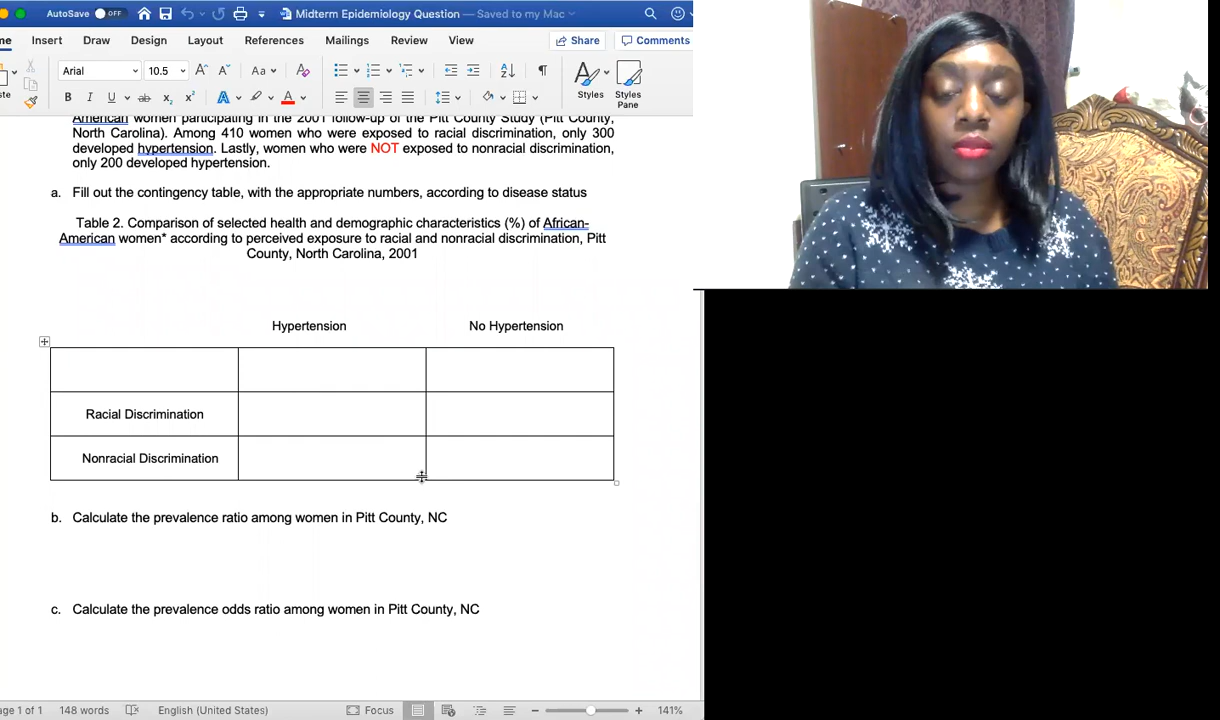 AutoSave OFF Midterm Epidemiology Question — Saved to my Mac
me Insert Draw Design Layout References Mailings Review View Share Comments
ste Arial 10.5 Aa Styles Styles Pane
B I U ab x2 x2 A A
American women participating in the 2001 follow-up of the Pitt County Study (Pitt County,
North Carolina). Among 410 women who were exposed to racial discrimination, only 300
developed hypertension. Lastly, women who were NOT exposed to nonracial discrimination,
only 200 developed hypertension.
a. Fill out the contingency table, with the appropriate numbers, according to disease status
Table 2. Comparison of selected health and demographic characteristics (%) of African-
American women* according to perceived exposure to racial and nonracial discrimination, Pitt
County, North Carolina, 2001
Hypertension No Hypertension
Racial Discrimination
Nonracial Discrimination
b. Calculate the prevalence ratio among women in Pitt County, NC
c. Calculate the prevalence odds ratio among women in Pitt County, NC
age 1 of 1 148 words English (United States) Focus 141%